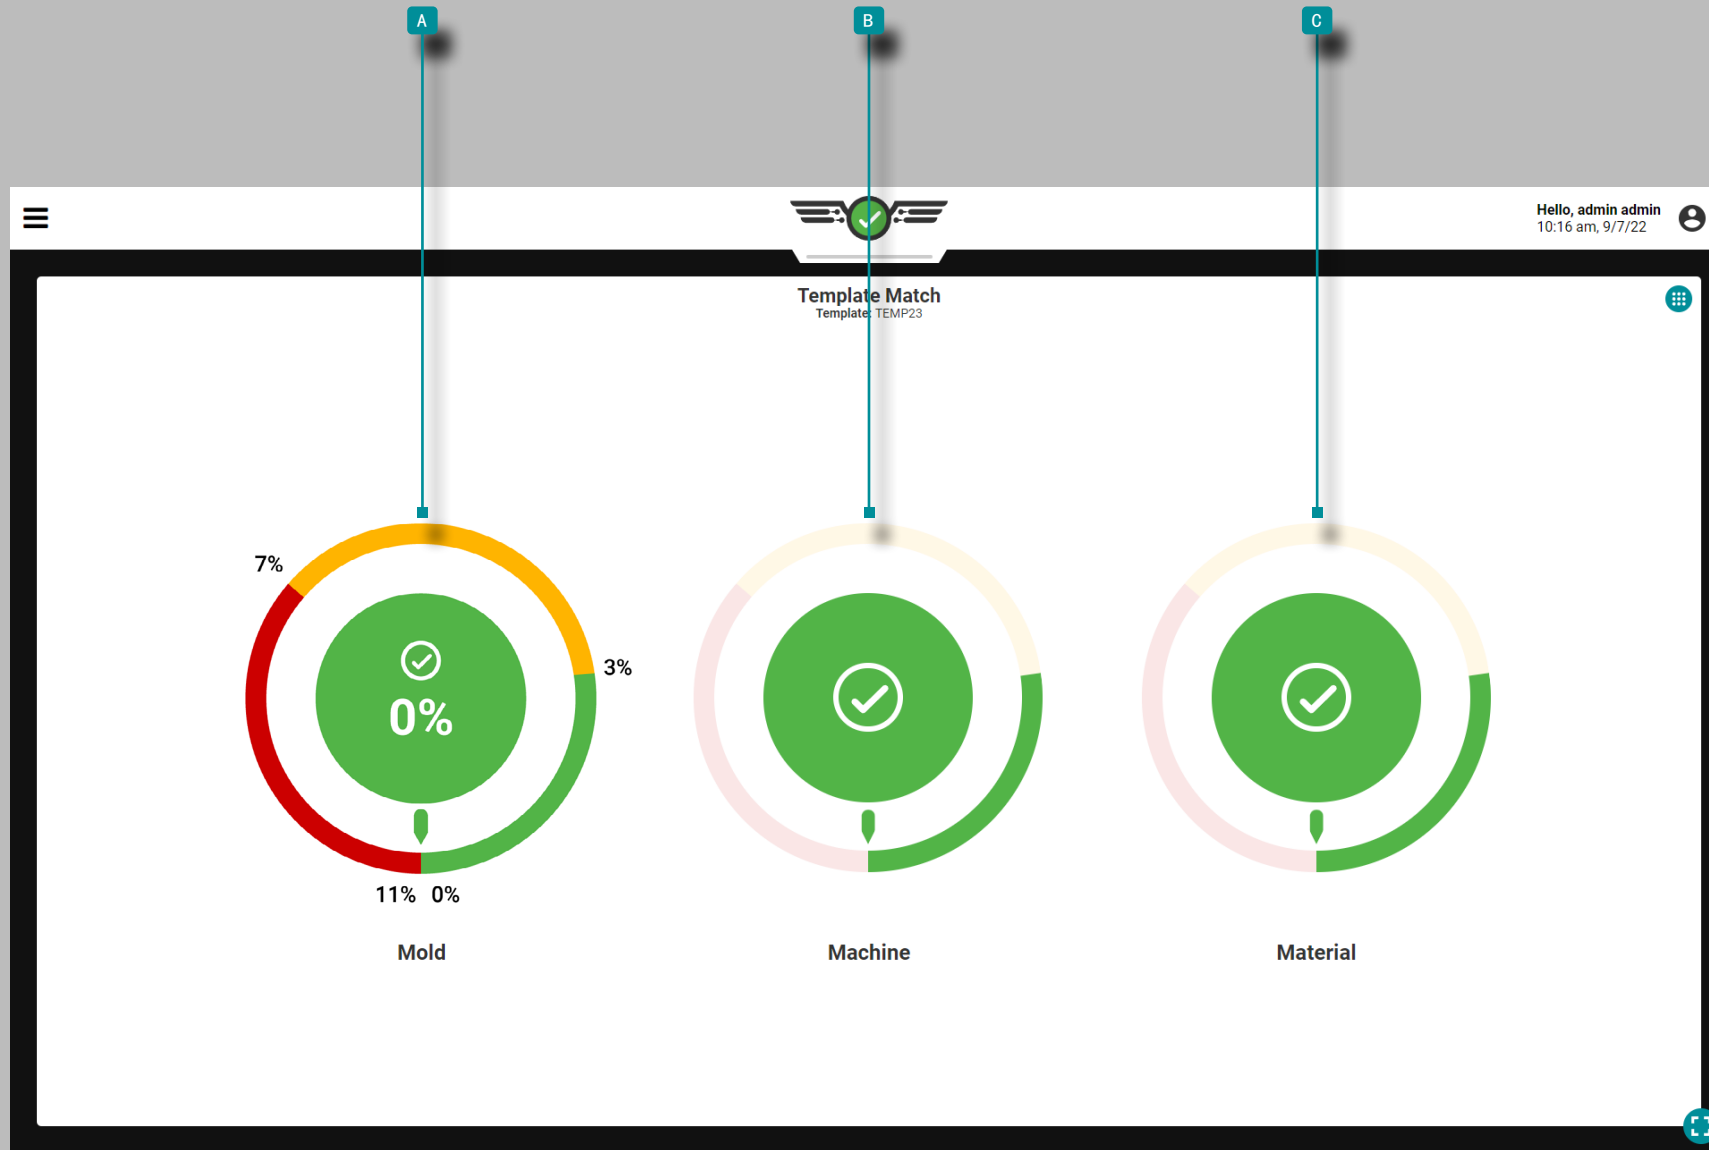 A
B
C
Hello, admin admin
10:16 am, 9/7/22
Template Match
Template: TEMP23
7%
3%
0%
11% 0%
Mold
Machine
Material